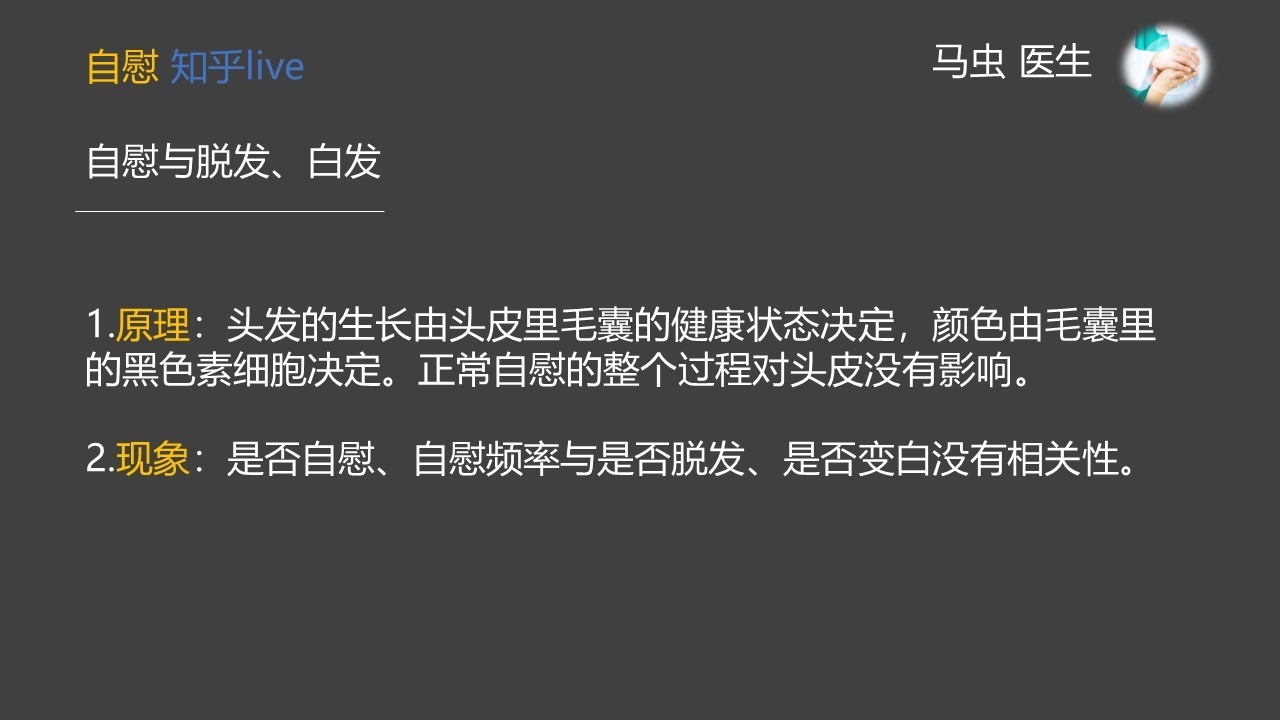 自慰 知乎live
马虫 医生
自慰与脱发、白发
1.原理：头发的生长由头皮里毛囊的健康状态决定，颜色由毛囊里
的黑色素细胞决定。正常自慰的整个过程对头皮没有影响。
2.现象：是否自慰、自慰频率与是否脱发、是否变白没有相关性。